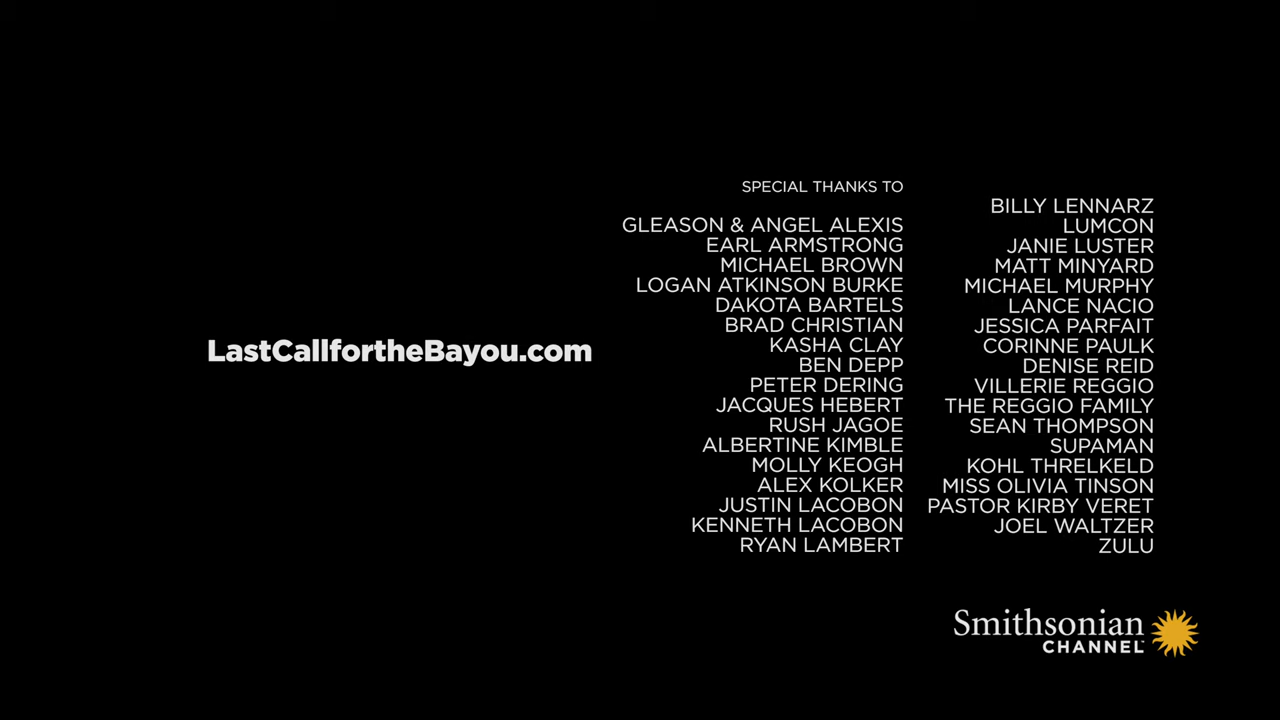 LastCallfortheBayou.com
SPECIAL THANKS TO
GLEASON & ANGEL ALEXIS
EARL ARMSTRONG
MICHAEL BROWN
LOGAN ATKINSON BURKE
DAKOTA BARTELS
BRAD CHRISTIAN
KASHA CLAY
BEN DEPP
PETER DERING
JACQUES HEBERT
RUSH JAGOE
ALBERTINE KIMBLE
MOLLY KEOGH
ALEX KOLKER
JUSTIN LACOBON
KENNETH LACOBON
RYAN LAMBERT
BILLY LENNARZ
LUMCON
JANIE LUSTER
MATT MINYARD
MICHAEL MURPHY
LANCE NACIO
JESSICA PARFAIT
CORINNE PAULK
DENISE REID
VILLERIE REGGIO
THE REGGIO FAMILY
SEAN THOMPSON
SUPAMAN
KOHL THRELKELD
MISS OLIVIA TINSON
PASTOR KIRBY VERET
JOEL WALTZER
ZULU
Smithsonian
CHANNEL